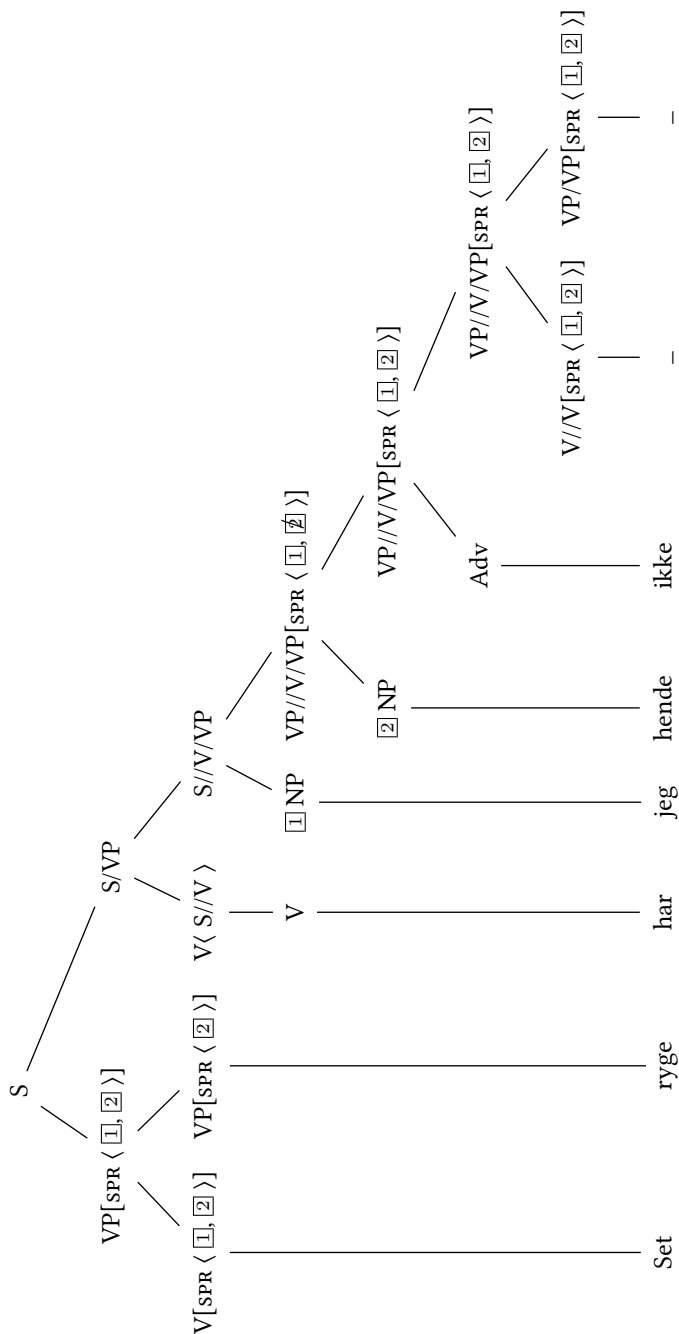 S
VP[SPR ⟨ 1, 2 ⟩] S/VP
V[SPR ⟨ 1, 2 ⟩] VP[SPR ⟨ 2 ⟩] V⟨ S//V ⟩ S//V/VP
V 1 NP VP//V/VP[SPR ⟨ 1, 2̸ ⟩]
2 NP VP//V/VP[SPR ⟨ 1, 2 ⟩]
Adv VP//V/VP[SPR ⟨ 1, 2 ⟩]
V//V[SPR ⟨ 1, 2 ⟩] VP/VP[SPR ⟨ 1, 2 ⟩]
Set ryge har jeg hende ikke – –